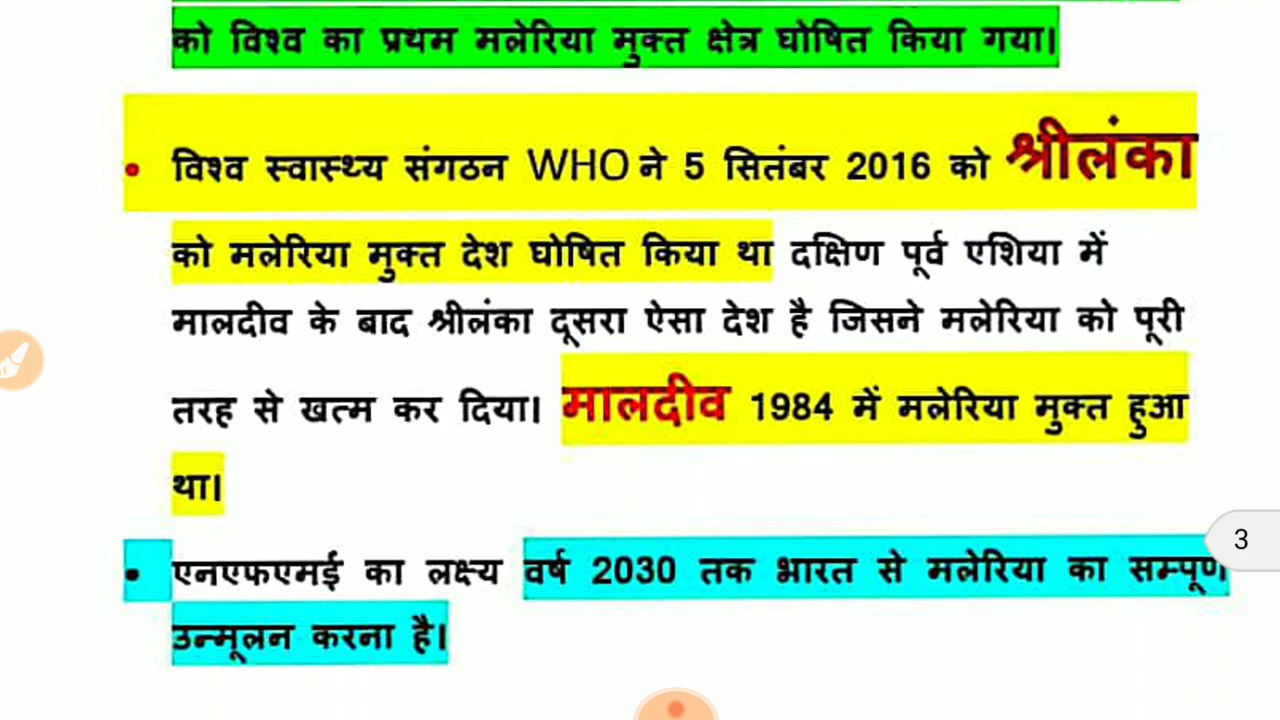 को विश्व का प्रथम मलेरिया मुक्त क्षेत्र घोषित किया गया।
• विश्व स्वास्थ्य संगठन WHO ने 5 सितंबर 2016 को श्रीलंका
को मलेरिया मुक्त देश घोषित किया था दक्षिण पूर्व एशिया में
मालदीव के बाद श्रीलंका दूसरा ऐसा देश है जिसने मलेरिया को पूरी
तरह से खत्म कर दिया। मालदीव 1984 में मलेरिया मुक्त हुआ
था।
3
• एनएफएमई का लक्ष्य वर्ष 2030 तक भारत से मलेरिया का सम्पूर्ण
उन्मूलन करना है।